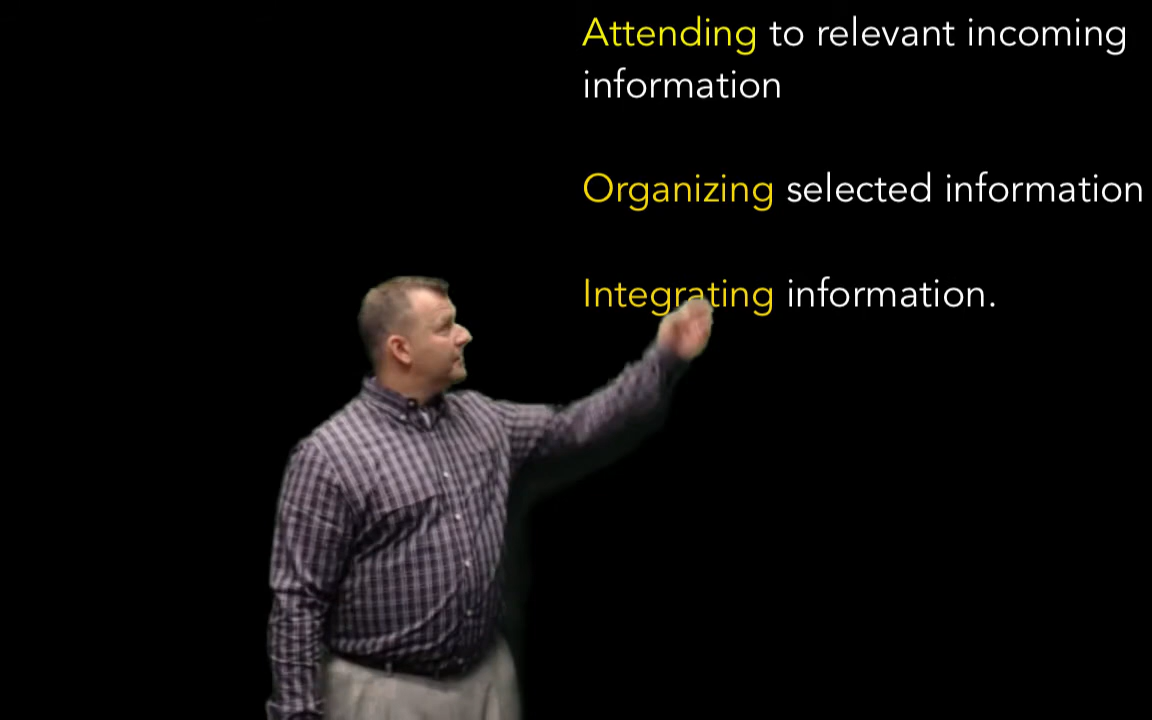 Attending to relevant incoming
information
Organizing selected information
Integrating information.